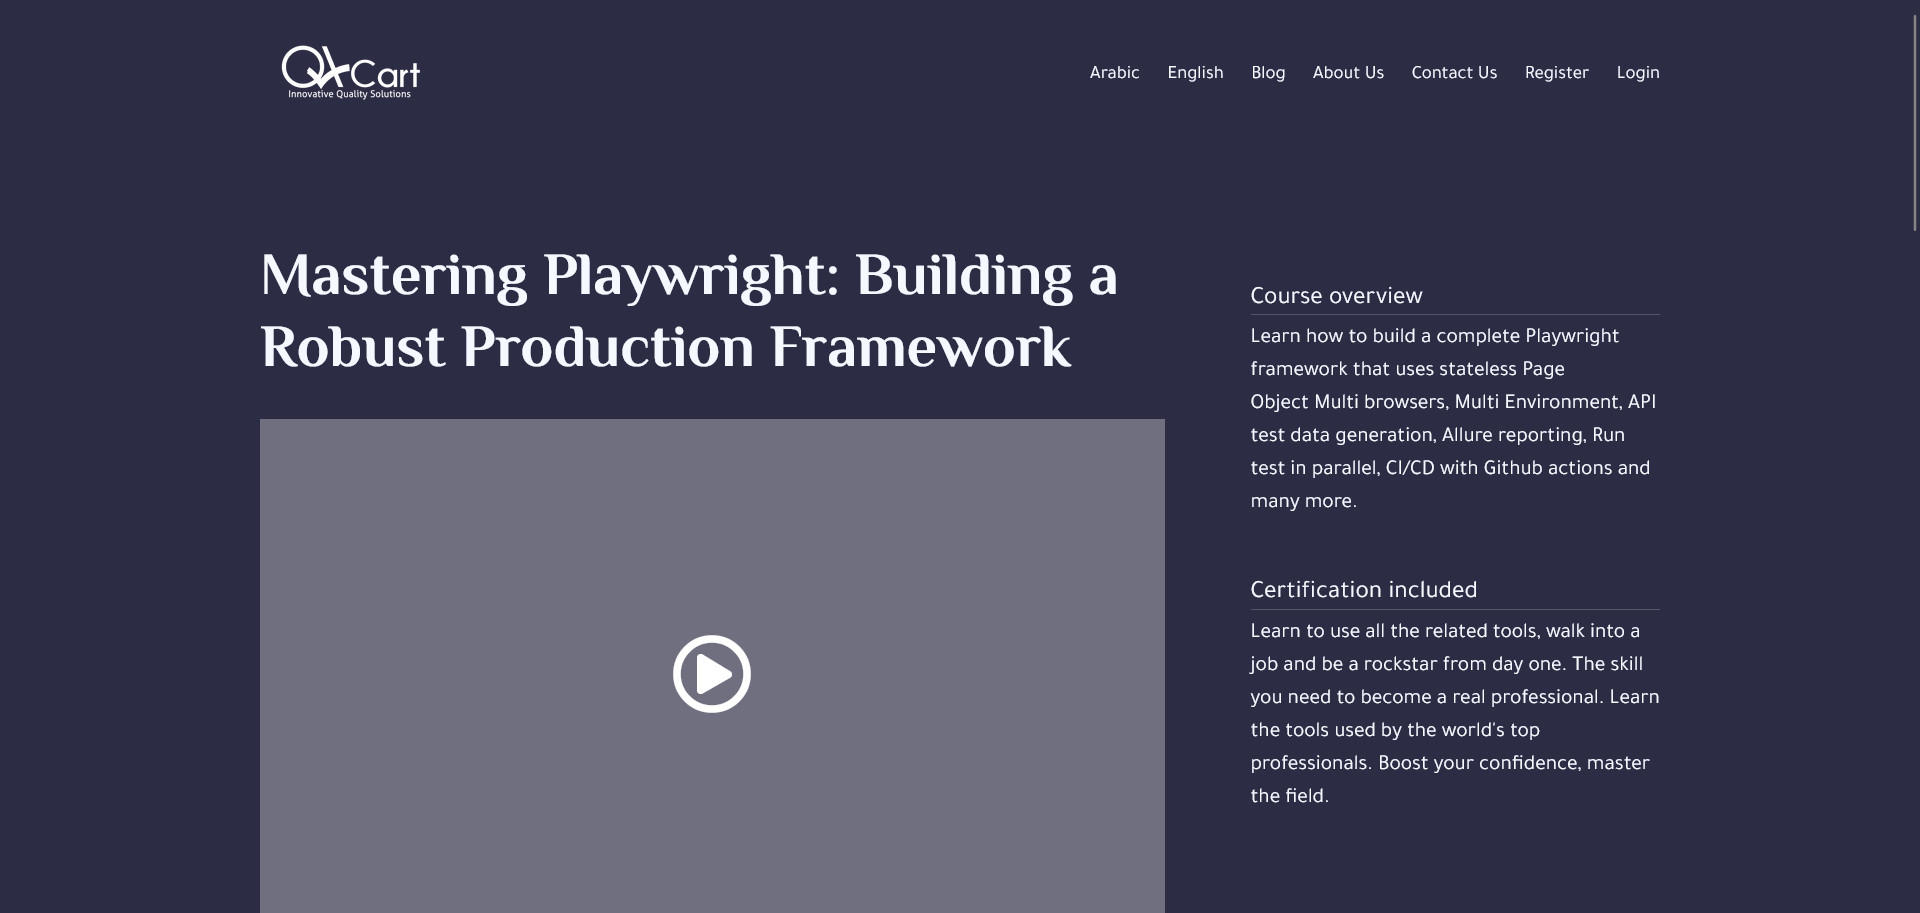 QACart
Innovative Quality Solutions
Arabic English Blog About Us Contact Us Register Login
Mastering Playwright: Building a
Robust Production Framework
Course overview
Learn how to build a complete Playwright
framework that uses stateless Page
Object Multi browsers, Multi Environment, API
test data generation, Allure reporting, Run
test in parallel, CI/CD with Github actions and
many more.
Certification included
Learn to use all the related tools, walk into a
job and be a rockstar from day one. The skill
you need to become a real professional. Learn
the tools used by the world's top
professionals. Boost your confidence, master
the field.